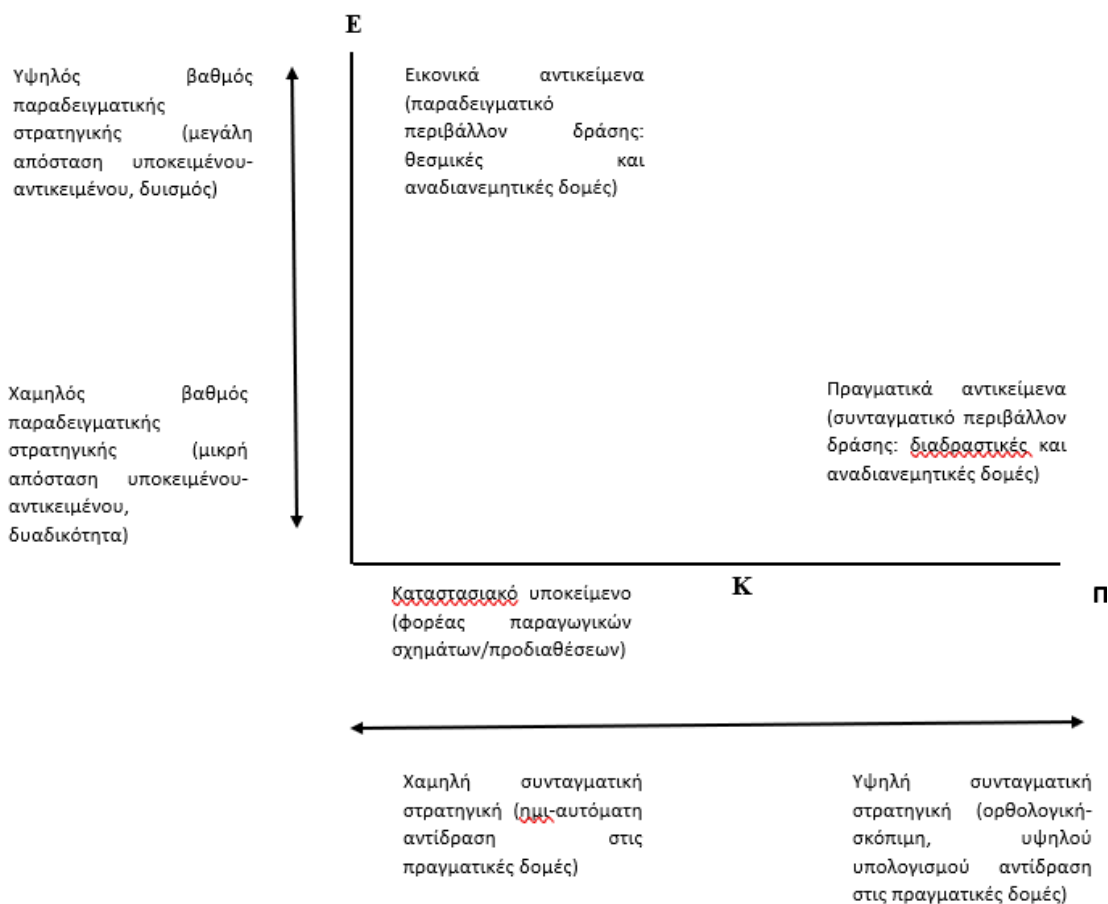 Ε
Υψηλός βαθμός
παραδειγματικής
στρατηγικής (μεγάλη
απόσταση υποκειμένου-
αντικειμένου, δυισμός)
Εικονικά αντικείμενα
(παραδειγματικό
περιβάλλον δράσης:
θεσμικές και
αναδιανεμητικές δομές)
Χαμηλός βαθμός
παραδειγματικής
στρατηγικής (μικρή
απόσταση υποκειμένου-
αντικειμένου,
δυαδικότητα)
Πραγματικά αντικείμενα
(συνταγματικό περιβάλλον
δράσης: διαδραστικές και
αναδιανεμητικές δομές)
Κ
Π
Καταστασιακό υποκείμενο
(φορέας παραγωγικών
σχημάτων/προδιαθέσεων)
Χαμηλή συνταγματική
στρατηγική (ημι-αυτόματη
αντίδραση στις
πραγματικές δομές)
Υψηλή συνταγματική
στρατηγική (ορθολογική-
σκόπιμη, υψηλού
υπολογισμού αντίδραση
στις πραγματικές δομές)